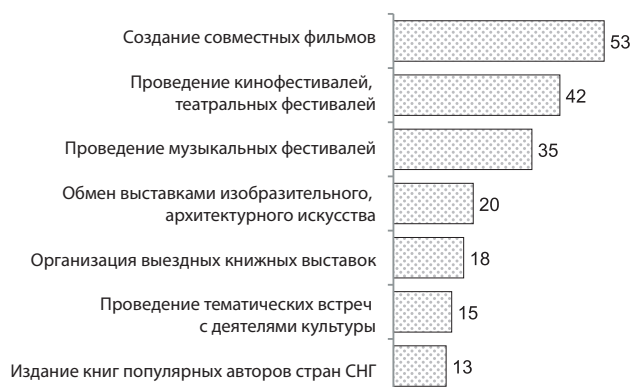 Создание совместных фильмов 53
Проведение кинофестивалей,
театральных фестивалей 42
Проведение музыкальных фестивалей 35
Обмен выставками изобразительного,
архитектурного искусства 20
Организация выездных книжных выставок 18
Проведение тематических встреч
с деятелями культуры 15
Издание книг популярных авторов стран СНГ 13